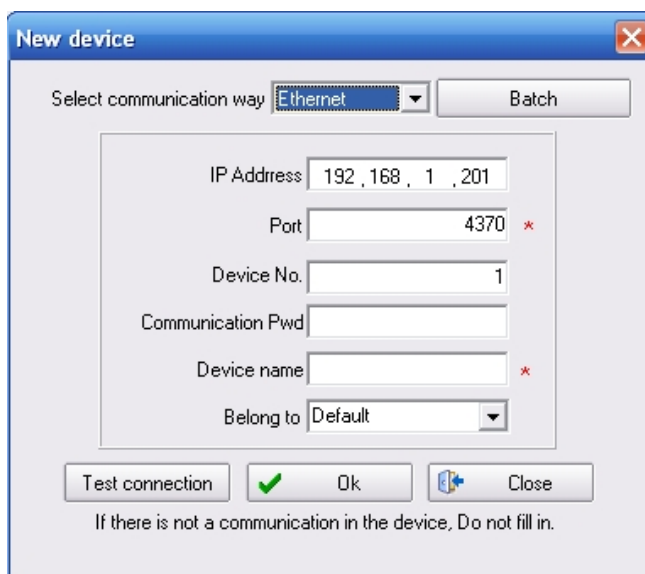 New device
Select communication way Ethernet Batch
IP Addrress 192 , 168 , 1 , 201
Port 4370 *
Device No. 1
Communication Pwd
Device name *
Belong to Default
Test connection Ok Close
If there is not a communication in the device, Do not fill in.